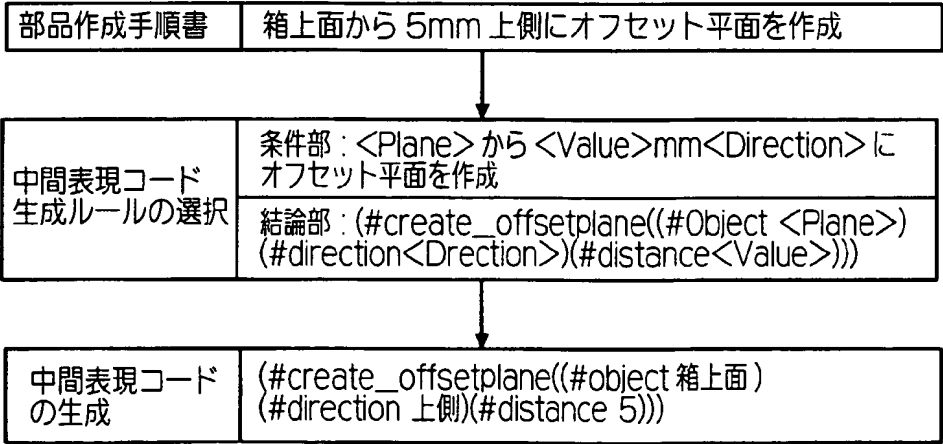 部品作成手順書
箱上面から 5mm 上側にオフセット平面を作成
中間表現コード
生成ルールの選択
条件部：<Plane> から <Value>mm<Direction> に
オフセット平面を作成
結論部：(#create_offsetplane((#Object <Plane>)
(#direction<Drection>)(#distance<Value>)))
中間表現コード
の生成
(#create_offsetplane((#object 箱上面)
(#direction 上側)(#distance 5)))